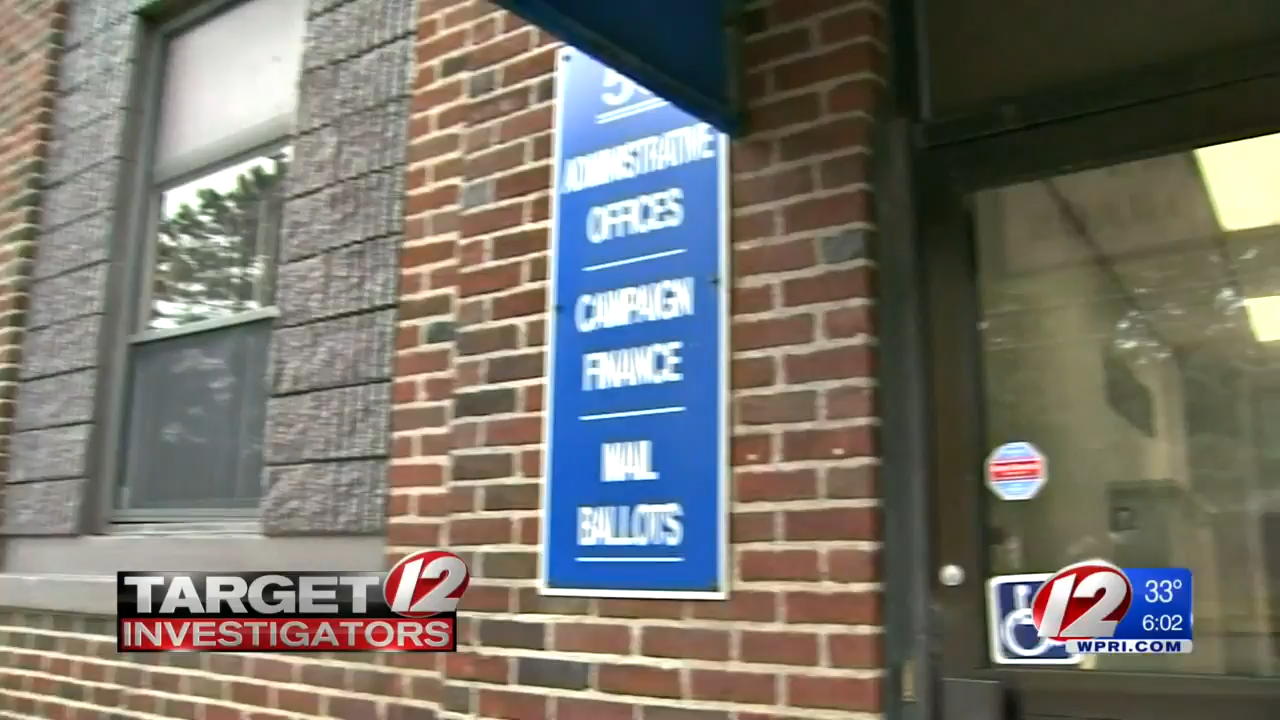 ADMINISTRATIVE
OFFICES
CAMPAIGN
FINANCE
MAIL
BALLOTS
TARGET 12
INVESTIGATORS
12 33°
6:02
WPRI.COM